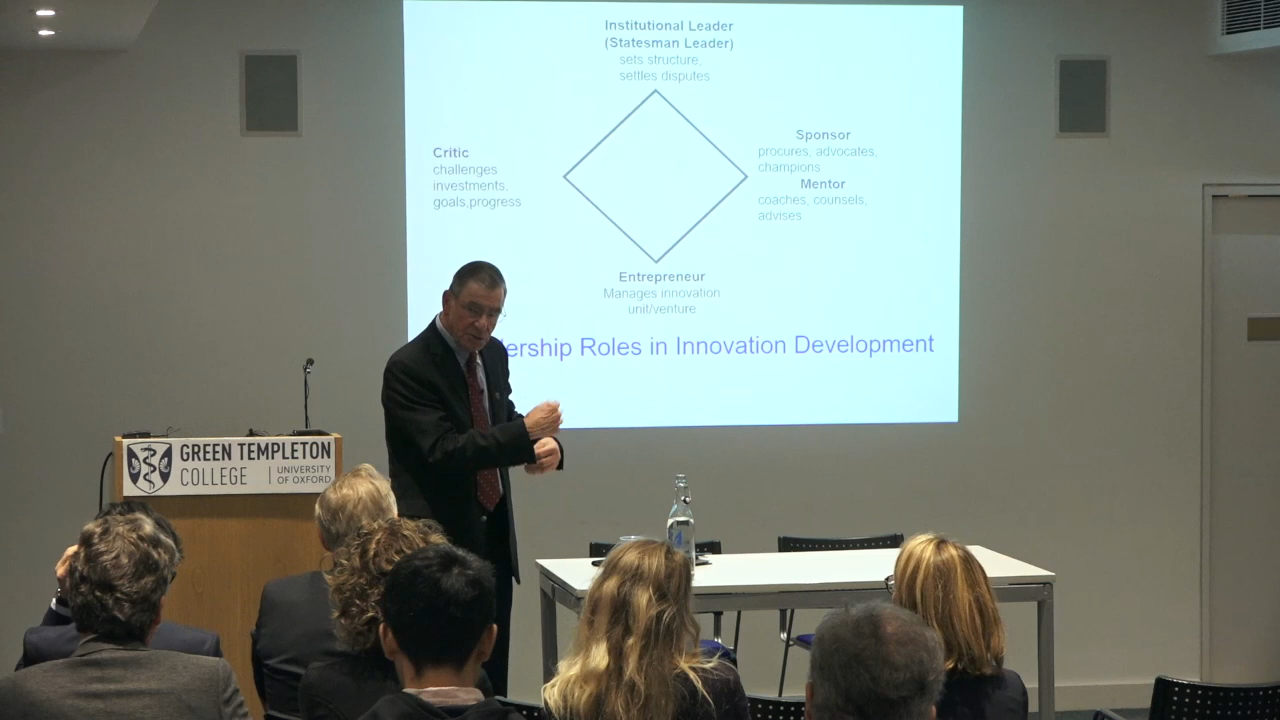 Institutional Leader
(Statesman Leader)
sets structure,
settles disputes
Critic
challenges
investments,
goals,progress
Sponsor
procures, advocates,
champions
Mentor
coaches, counsels,
advises
Entrepreneur
Manages innovation
unit/venture
ership Roles in Innovation Development
GREEN TEMPLETON
COLLEGE
UNIVERSITY
OF OXFORD